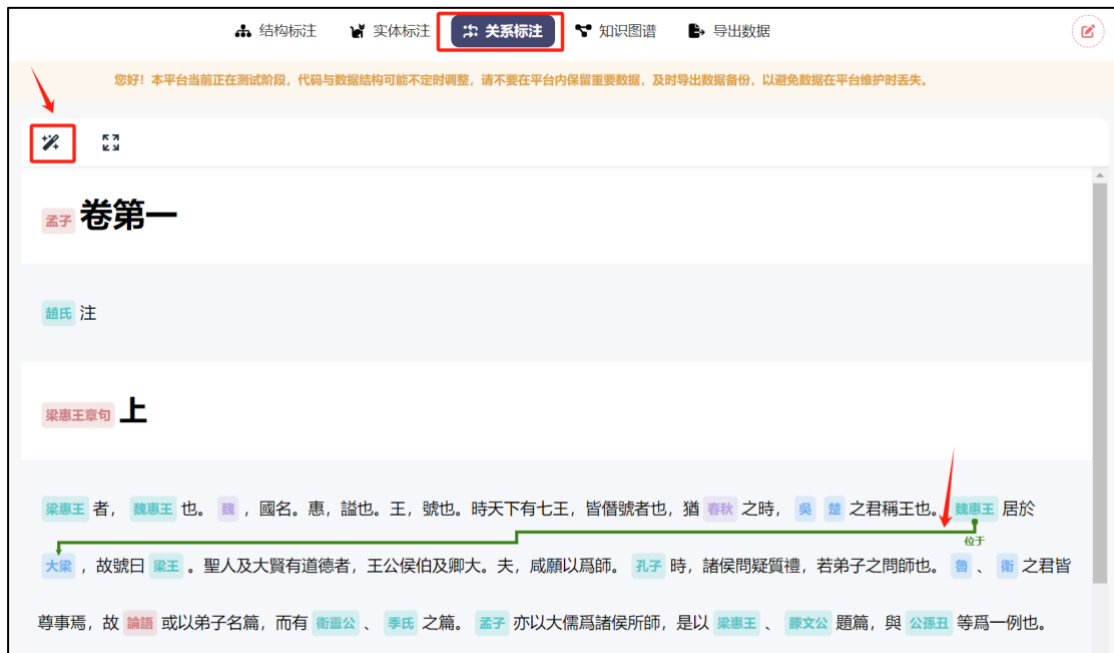 结构标注 实体标注 关系标注 知识图谱 导出数据
您好！本平台当前正在测试阶段，代码与数据结构可能不定时调整，请不要在平台内保留重要数据，及时导出数据备份，以避免数据在平台维护时丢失。
孟子 卷第一
趙氏 注
梁惠王章句 上
梁惠王 者， 魏惠王 也。 魏 ，國名。惠，謚也。王，號也。時天下有七王，皆僭號者也，猶 春秋 之時， 吳 楚 之君稱王也。 魏惠王 居於
位于
大梁 ，故號曰 梁王 。聖人及大賢有道德者，王公侯伯及卿大。夫，咸願以爲師。 孔子 時，諸侯問疑質禮，若弟子之問師也。 魯 、 衛 之君皆
尊事焉，故 論語 或以弟子名篇，而有 衛靈公 、 季氏 之篇。 孟子 亦以大儒爲諸侯所師，是以 梁惠王 、 滕文公 題篇，與 公孫丑 等爲一例也。